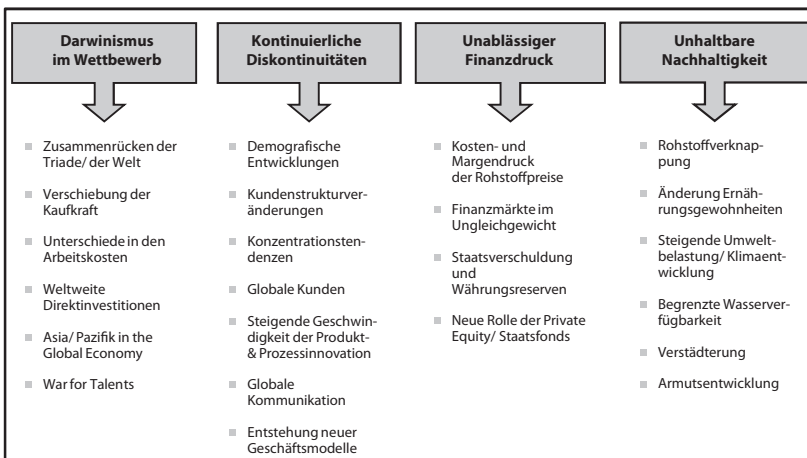 Darwinismus
im Wettbewerb
Zusammenrücken der
Triade/ der Welt
Verschiebung der
Kaufkraft
Unterschiede in den
Arbeitskosten
Weltweite
Direktinvestitionen
Asia/ Pazifik in the
Global Economy
War for Talents
Kontinuierliche
Diskontinuitäten
Demografische
Entwicklungen
Kundenstrukturver-
änderungen
Konzentrationsten-
denzen
Globale Kunden
Steigende Geschwin-
digkeit der Produkt-
& Prozessinnovation
Globale
Kommunikation
Entstehung neuer
Geschäftsmodelle
Unablässiger
Finanzdruck
Kosten- und
Margendruck
der Rohstoffpreise
Finanzmärkte im
Ungleichgewicht
Staatsverschuldung
und
Währungsreserven
Neue Rolle der Private
Equity/ Staatsfonds
Unhaltbare
Nachhaltigkeit
Rohstoffverknap-
pung
Änderung Ernäh-
rungsgewohnheiten
Steigende Umwelt-
belastung/ Klimaent-
wicklung
Begrenzte Wasserver-
fügbarkeit
Verstädterung
Armutsentwicklung